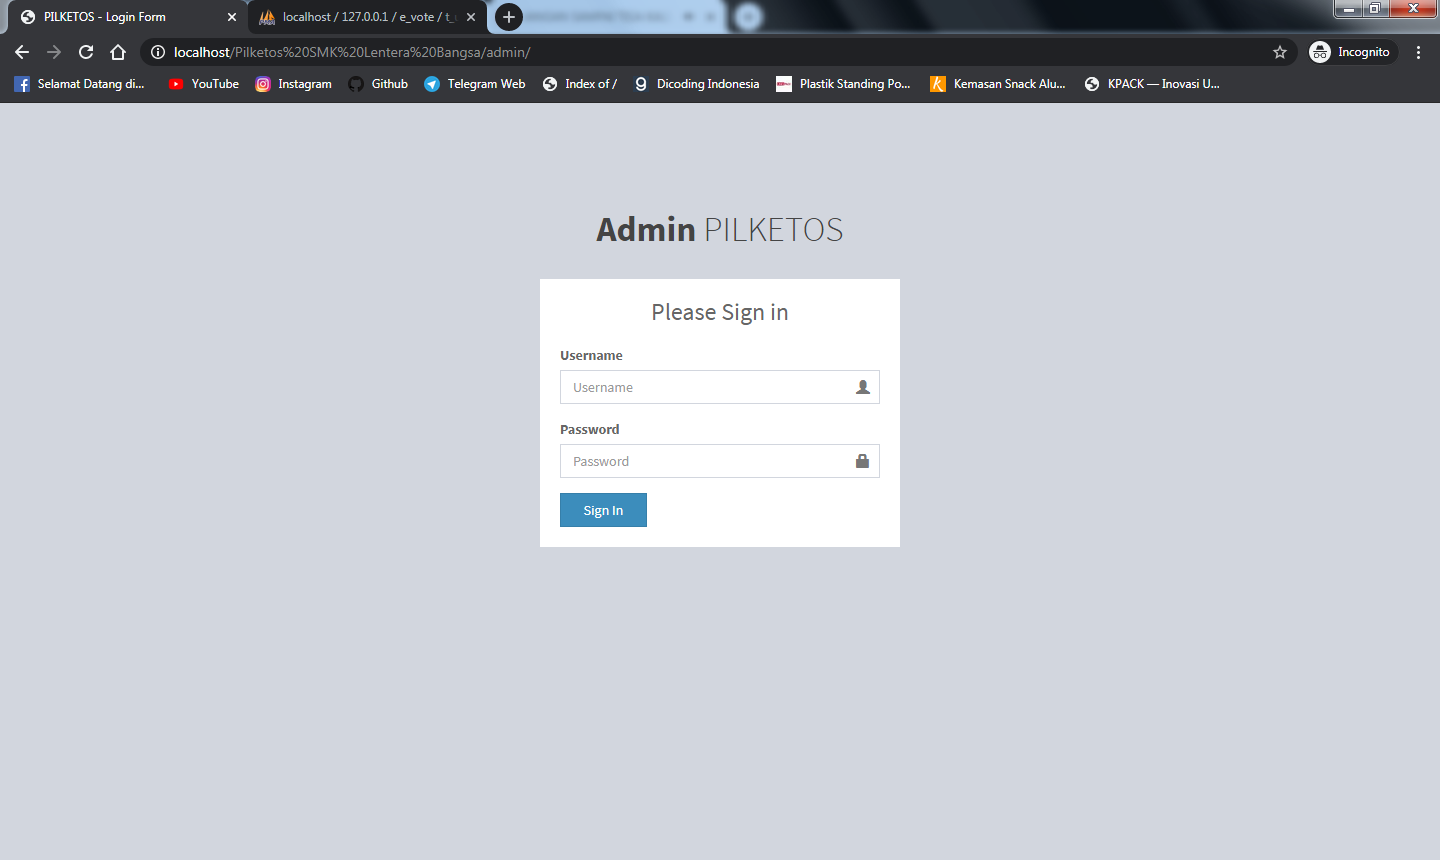 PILKETOS - Login Form
localhost / 127.0.0.1 / e_vote / t_u
localhost/Pilketos%20SMK%20Lentera%20Bangsa/admin/
Incognito
Selamat Datang di...
YouTube
Instagram
Github
Telegram Web
Index of /
Dicoding Indonesia
Plastik Standing Po...
Kemasan Snack Alu...
KPACK — Inovasi U...
Admin PILKETOS
Please Sign in
Username
Username
Password
Password
Sign In